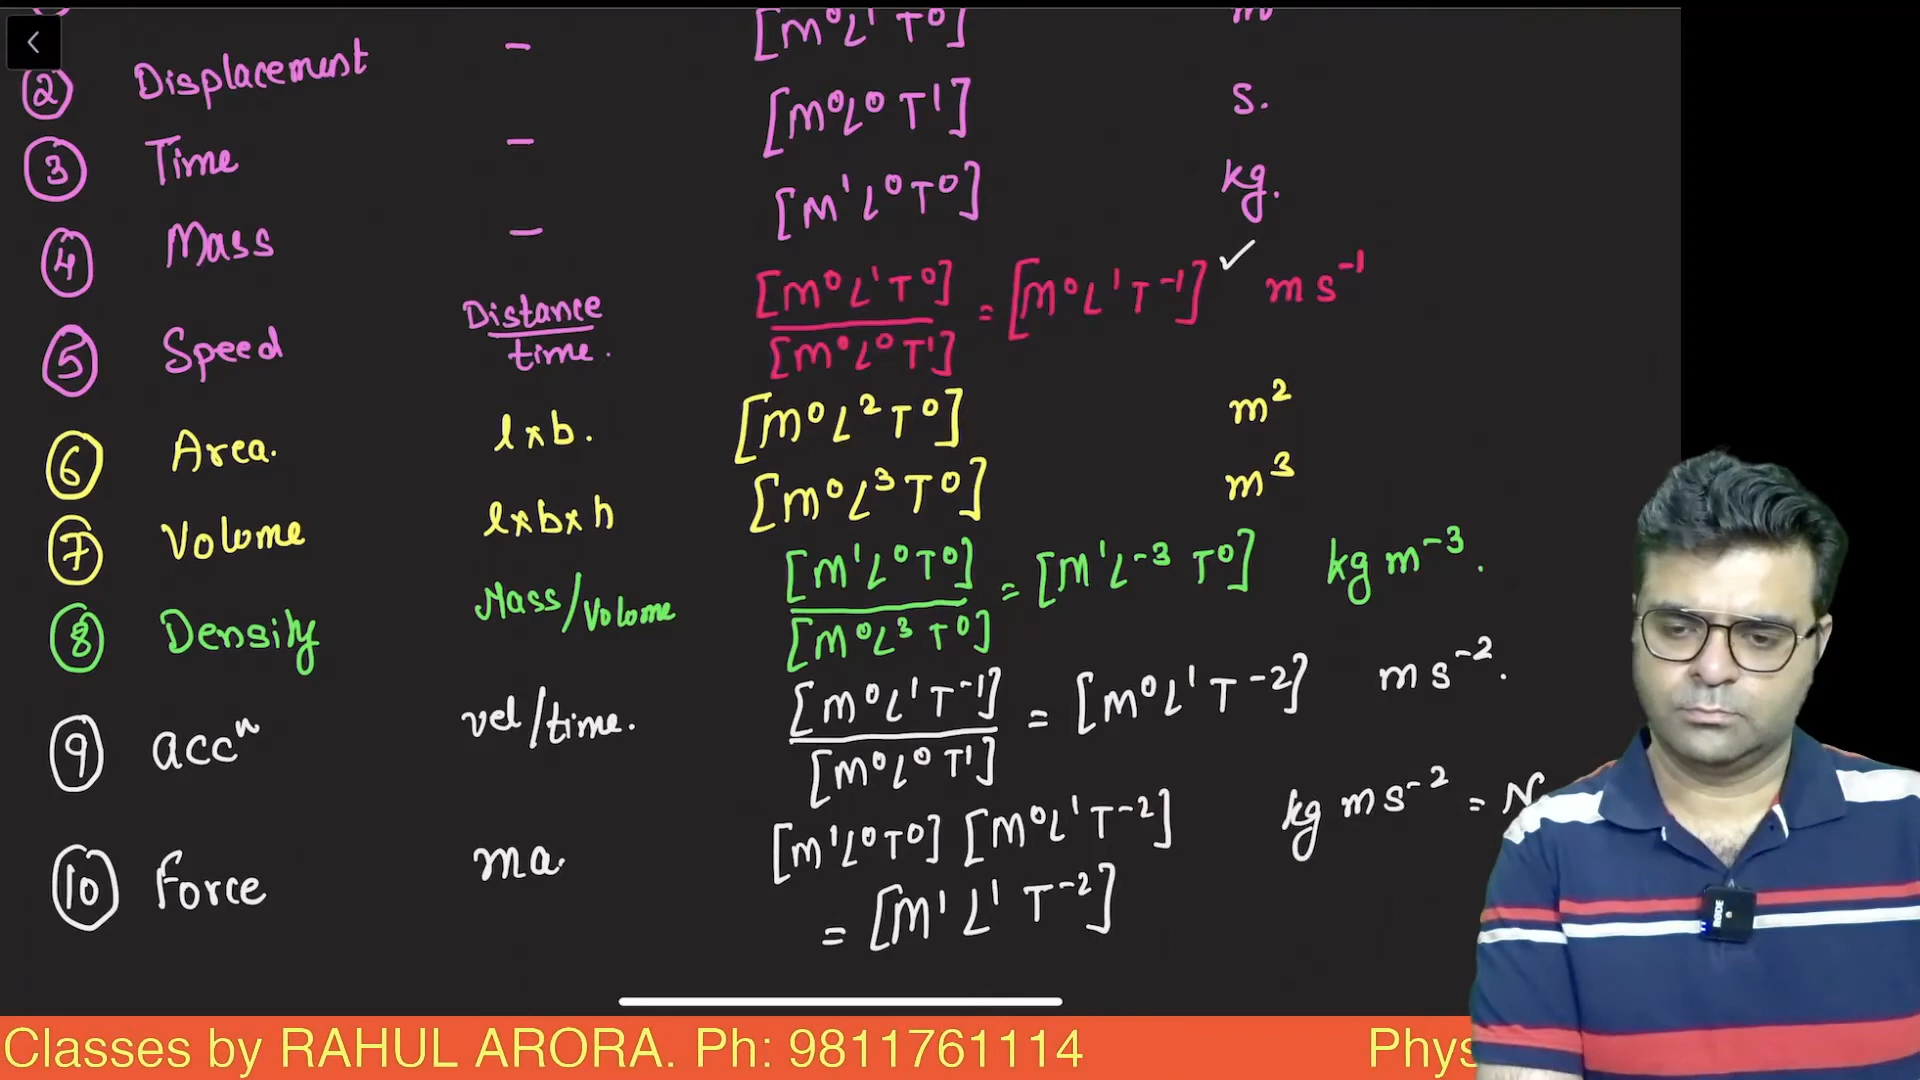 [M⁰L¹T⁰] m
② Displacement – [M⁰L⁰T¹] s.
③ Time – [M¹L⁰T⁰] kg.
④ Mass –
⑤ Speed Distance/time. [M⁰L¹T⁰]/[M⁰L⁰T¹] = [M⁰L¹T⁻¹] ✓ m s⁻¹
⑥ Area. l×b. [M⁰L²T⁰] m²
⑦ Volume l×b×h [M⁰L³T⁰] m³
⑧ Density Mass/Volume [M¹L⁰T⁰]/[M⁰L³T⁰] = [M¹L⁻³T⁰] kg m⁻³.
⑨ accⁿ vel/time. [M⁰L¹T⁻¹]/[M⁰L⁰T¹] = [M⁰L¹T⁻²] m s⁻².
⑩ Force ma. [M¹L⁰T⁰] [M⁰L¹T⁻²] kg m s⁻² = N
= [M¹L¹T⁻²]
RODE
Classes by RAHUL ARORA. Ph: 9811761114 Phys